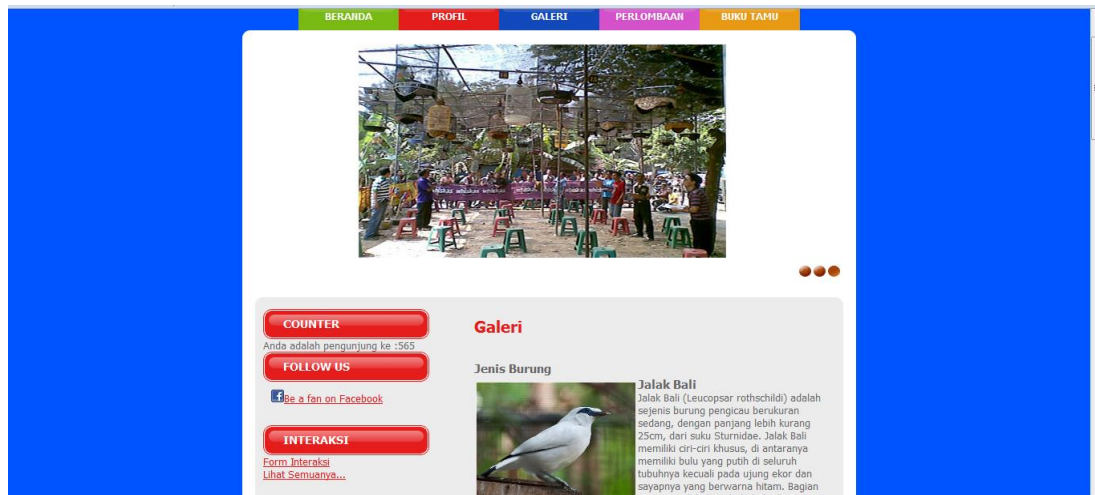 BERANDA
PROFIL
GALERI
PERLOMBAAN
BUKU TAMU
COUNTER
Anda adalah pengunjung ke :565
FOLLOW US
Be a fan on Facebook
INTERAKSI
Form Interaksi
Lihat Semuanya...
Galeri
Jenis Burung
Jalak Bali
Jalak Bali (Leucopsar rothschildi) adalah
sejenis burung pengicau berukuran
sedang, dengan panjang lebih kurang
25cm, dari suku Sturnidae. Jalak Bali
memiliki ciri-ciri khusus, di antaranya
memiliki bulu yang putih di seluruh
tubuhnya kecuali pada ujung ekor dan
sayapnya yang berwarna hitam. Bagian